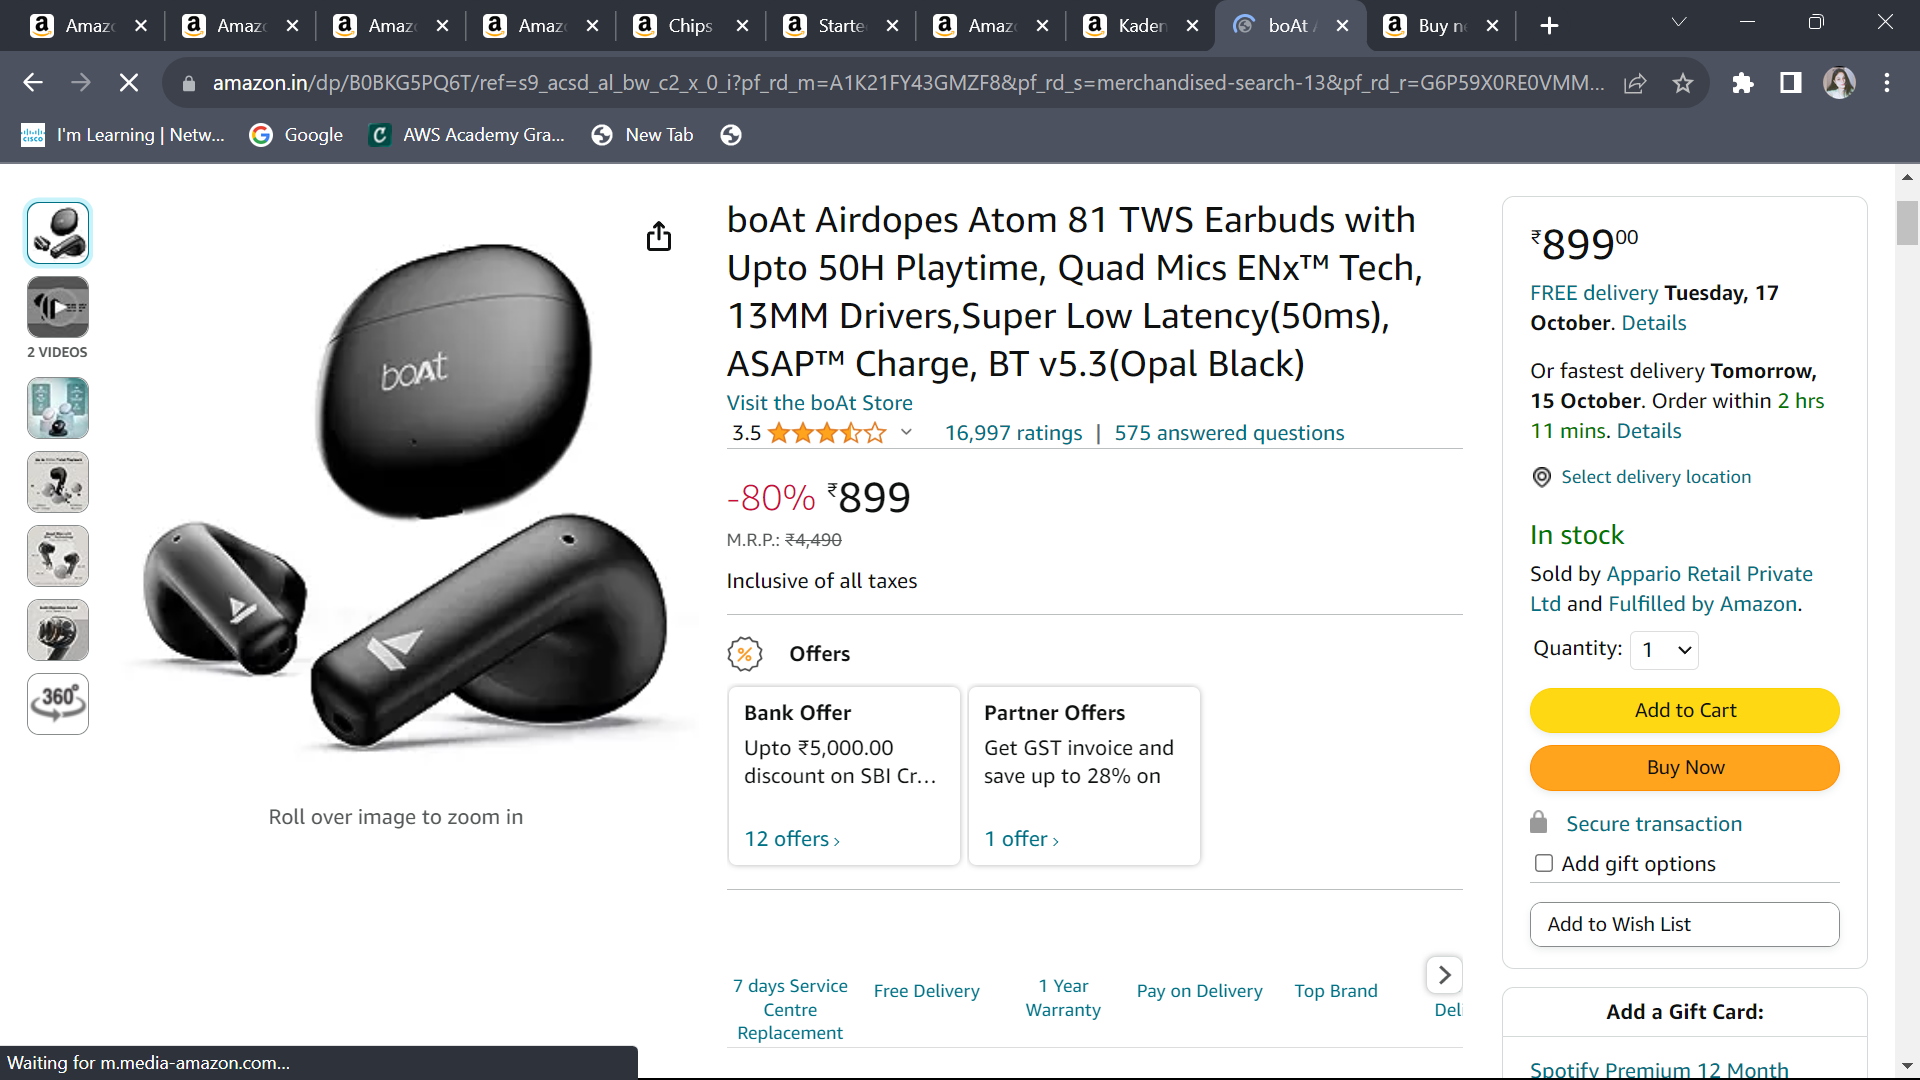 Amaz
Amaz
Amaz
Amaz
Chips
Starte
Amaz
Kaden
boAt
Buy ne
amazon.in/dp/B0BKG5PQ6T/ref=s9_acsd_al_bw_c2_x_0_i?pf_rd_m=A1K21FY43GMZF8&pf_rd_s=merchandised-search-13&pf_rd_r=G6P59X0RE0VMM...
I'm Learning | Netw...
Google
AWS Academy Gra...
New Tab
2 VIDEOS
360°
boAt
Roll over image to zoom in
boAt Airdopes Atom 81 TWS Earbuds with
Upto 50H Playtime, Quad Mics ENx™ Tech,
13MM Drivers,Super Low Latency(50ms),
ASAP™ Charge, BT v5.3(Opal Black)
Visit the boAt Store
3.5
16,997 ratings | 575 answered questions
-80% ₹899
M.R.P.: ₹4,490
Inclusive of all taxes
Offers
Bank Offer
Upto ₹5,000.00
discount on SBI Cr...
12 offers ›
Partner Offers
Get GST invoice and
save up to 28% on
1 offer ›
7 days Service
Centre
Replacement
Free Delivery
1 Year
Warranty
Pay on Delivery
Top Brand
Deli
₹89900
FREE delivery Tuesday, 17
October. Details
Or fastest delivery Tomorrow,
15 October. Order within 2 hrs
11 mins. Details
Select delivery location
In stock
Sold by Appario Retail Private
Ltd and Fulfilled by Amazon.
Quantity: 1
Add to Cart
Buy Now
Secure transaction
Add gift options
Add to Wish List
Add a Gift Card:
Spotify Premium 12 Month
Waiting for m.media-amazon.com...